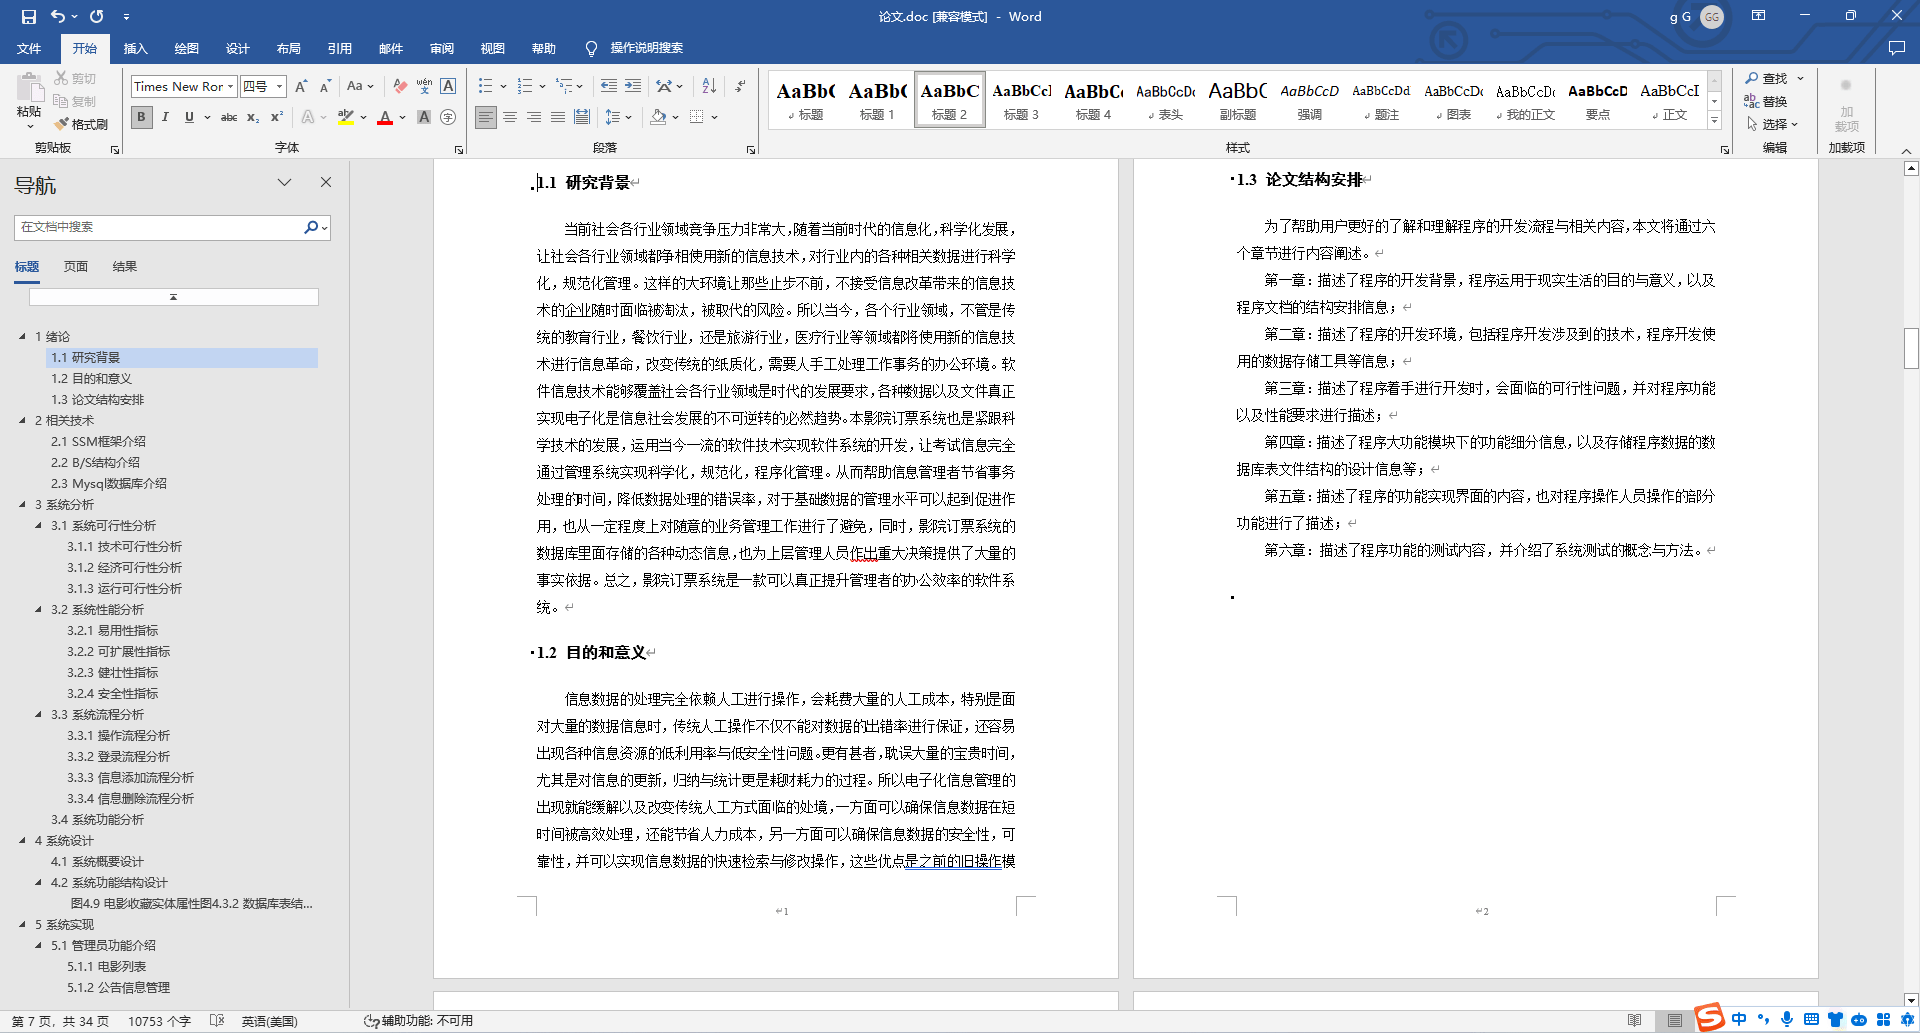 论文.doc [兼容模式] - Word
g G
GG
文件 开始 插入 绘图 设计 布局 引用 邮件 审阅 视图 帮助 操作说明搜索
粘贴
剪切
复制
格式刷
剪贴板
Times New Ror
四号
Aa
B I U abc x₂ x²
字体
段落
AaBb( 标题
AaBb( 标题 1
AaBbC 标题 2
AaBbCcl 标题 3
AaBbCc 标题 4
AaBbCcDc 表头
AaBbC 副标题
AaBbCcD 强调
AaBbCcDd. 题注
AaBbCcDc 图表
AaBbCcDc 我的正文
AaBbCcD 要点
AaBbCcI 正文
样式
查找
替换
选择
编辑
加载项
加载项
导航
在文档中搜索
标题 页面 结果
1 绪论
1.1 研究背景
1.2 目的和意义
1.3 论文结构安排
2 相关技术
2.1 SSM框架介绍
2.2 B/S结构介绍
2.3 Mysql数据库介绍
3 系统分析
3.1 系统可行性分析
3.1.1 技术可行性分析
3.1.2 经济可行性分析
3.1.3 运行可行性分析
3.2 系统性能分析
3.2.1 易用性指标
3.2.2 可扩展性指标
3.2.3 健壮性指标
3.2.4 安全性指标
3.3 系统流程分析
3.3.1 操作流程分析
3.3.2 登录流程分析
3.3.3 信息添加流程分析
3.3.4 信息删除流程分析
3.4 系统功能分析
4 系统设计
4.1 系统概要设计
4.2 系统功能结构设计
图4.9 电影收藏实体属性图4.3.2 数据库表结...
5 系统实现
5.1 管理员功能介绍
5.1.1 电影列表
5.1.2 公告信息管理
1.1 研究背景
当前社会各行业领域竞争压力非常大，随着当前时代的信息化，科学化发展，
让社会各行业领域都争相使用新的信息技术，对行业内的各种相关数据进行科学
化，规范化管理。这样的大环境让那些止步不前，不接受信息改革带来的信息技
术的企业随时面临被淘汰，被取代的风险。所以当今，各个行业领域，不管是传
统的教育行业，餐饮行业，还是旅游行业，医疗行业等领域都将使用新的信息技
术进行信息革命，改变传统的纸质化，需要人手工处理工作事务的办公环境。软
件信息技术能够覆盖社会各行业领域是时代的发展要求，各种数据以及文件真正
实现电子化是信息社会发展的不可逆转的必然趋势。本影院订票系统也是紧跟科
学技术的发展，运用当今一流的软件技术实现软件系统的开发，让考试信息完全
通过管理系统实现科学化，规范化，程序化管理。从而帮助信息管理者节省事务
处理的时间，降低数据处理的错误率，对于基础数据的管理水平可以起到促进作
用，也从一定程度上对随意的业务管理工作进行了避免，同时，影院订票系统的
数据库里面存储的各种动态信息，也为上层管理人员作出重大决策提供了大量的
事实依据。总之，影院订票系统是一款可以真正提升管理者的办公效率的软件系
统。
1.2 目的和意义
信息数据的处理完全依赖人工进行操作，会耗费大量的人工成本，特别是面
对大量的数据信息时，传统人工操作不仅不能对数据的出错率进行保证，还容易
出现各种信息资源的低利用率与低安全性问题。更有甚者，耽误大量的宝贵时间，
尤其是对信息的更新，归纳与统计更是耗财耗力的过程。所以电子化信息管理的
出现就能缓解以及改变传统人工方式面临的处境，一方面可以确保信息数据在短
时间被高效处理，还能节省人力成本，另一方面可以确保信息数据的安全性，可
靠性，并可以实现信息数据的快速检索与修改操作，这些优点是之前的旧操作模
1
1.3 论文结构安排
为了帮助用户更好的了解和理解程序的开发流程与相关内容，本文将通过六
个章节进行内容阐述。
第一章：描述了程序的开发背景，程序运用于现实生活的目的与意义，以及
程序文档的结构安排信息；
第二章：描述了程序的开发环境，包括程序开发涉及到的技术，程序开发使
用的数据存储工具等信息；
第三章：描述了程序着手进行开发时，会面临的可行性问题，并对程序功能
以及性能要求进行描述；
第四章：描述了程序大功能模块下的功能细分信息，以及存储程序数据的数
据库表文件结构的设计信息等；
第五章：描述了程序的功能实现界面的内容，也对程序操作人员操作的部分
功能进行了描述；
第六章：描述了程序功能的测试内容，并介绍了系统测试的概念与方法。
2
第 7 页，共 34 页 10753 个字 英语(美国) 辅助功能: 不可用
中